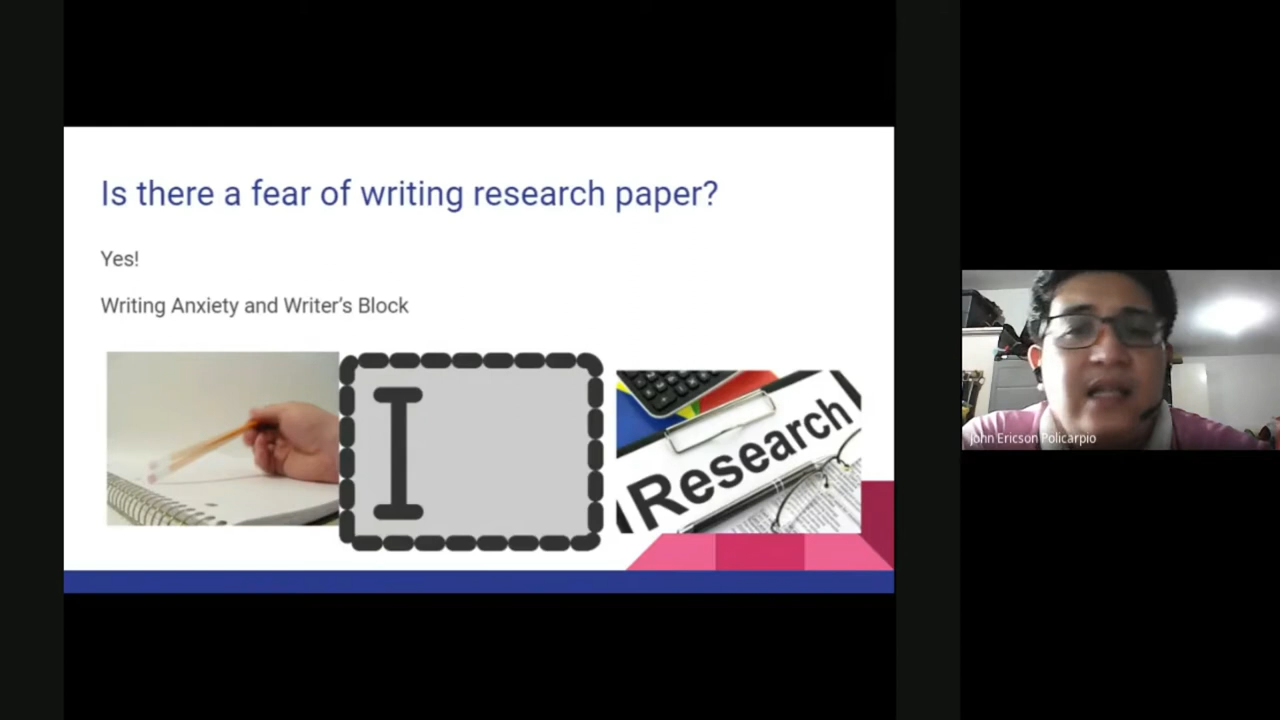 Is there a fear of writing research paper?
Yes!
Writing Anxiety and Writer's Block
Research
John Ericson Policarpio